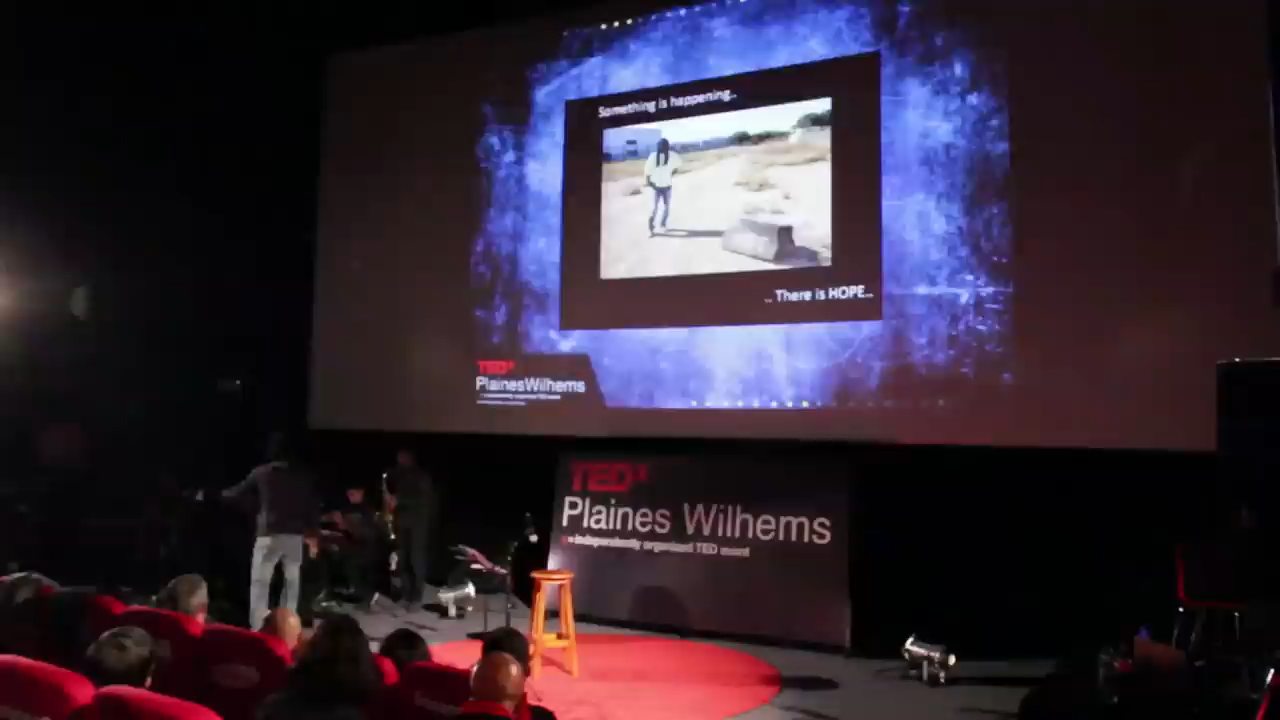 Something is happening..
.. There is HOPE..
TEDx
PlainesWilhems
TEDx
Plaines Wilhems
x = independently organized TED event